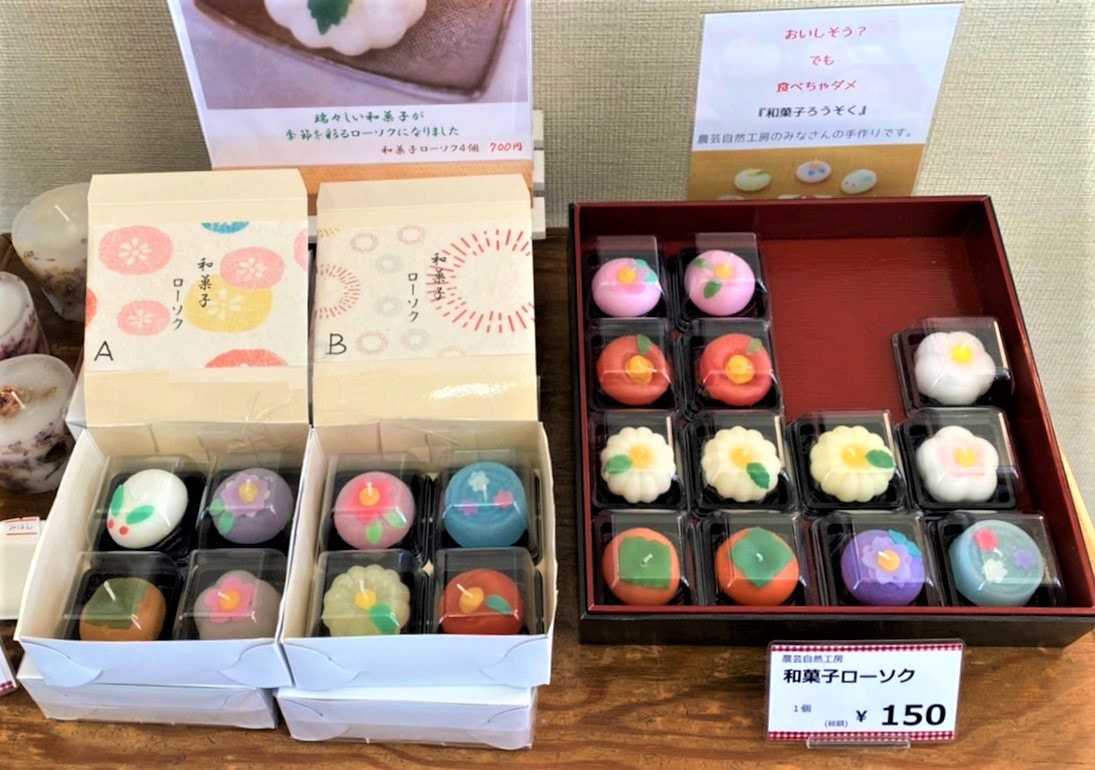 瑞々しい和菓子が
季節を彩るローソクになりました
和菓子ローソク4個 700円
おいしそう?
でも
食べちゃダメ
『和菓子ろうそく』
農芸自然工房のみなさんの手作りです。
和菓子
ローソク
A
和菓子
ローソク
B
農芸自然工房
和菓子ローソク
1個
(総額) ¥ 150